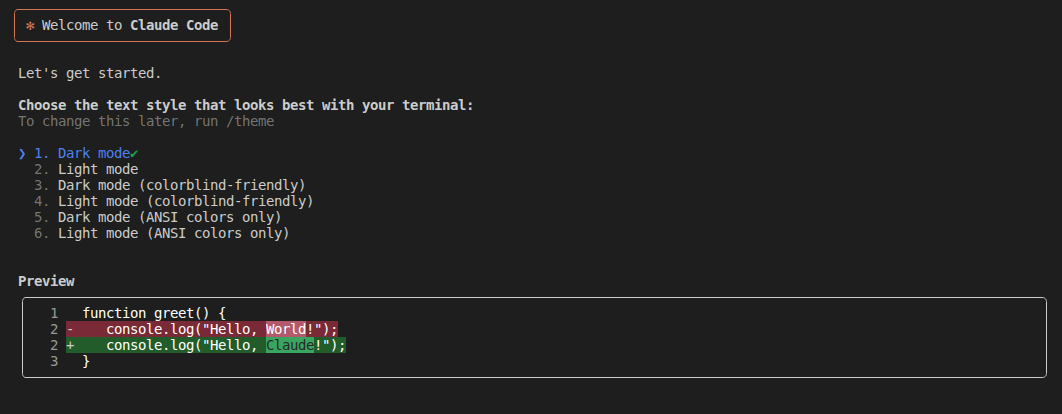 ✻ Welcome to Claude Code
Let's get started.
Choose the text style that looks best with your terminal:
To change this later, run /theme
❯ 1. Dark mode✔
2. Light mode
3. Dark mode (colorblind-friendly)
4. Light mode (colorblind-friendly)
5. Dark mode (ANSI colors only)
6. Light mode (ANSI colors only)
Preview
1 function greet() {
2 - console.log("Hello, World!");
2 + console.log("Hello, Claude!");
3 }